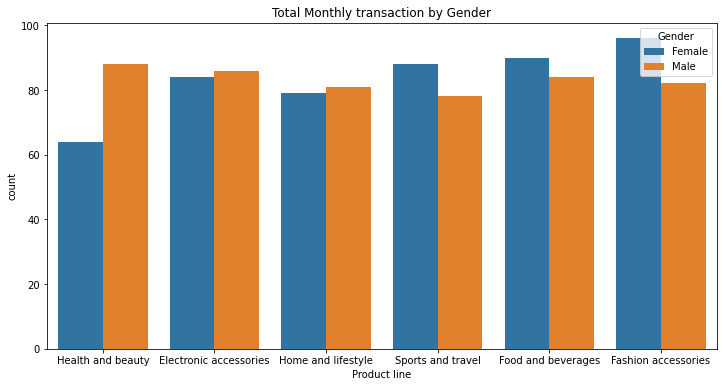 Total Monthly transaction by Gender
100
80
60
40
20
0
count
Gender
Female
Male
Health and beauty
Electronic accessories
Home and lifestyle
Sports and travel
Food and beverages
Fashion accessories
Product line